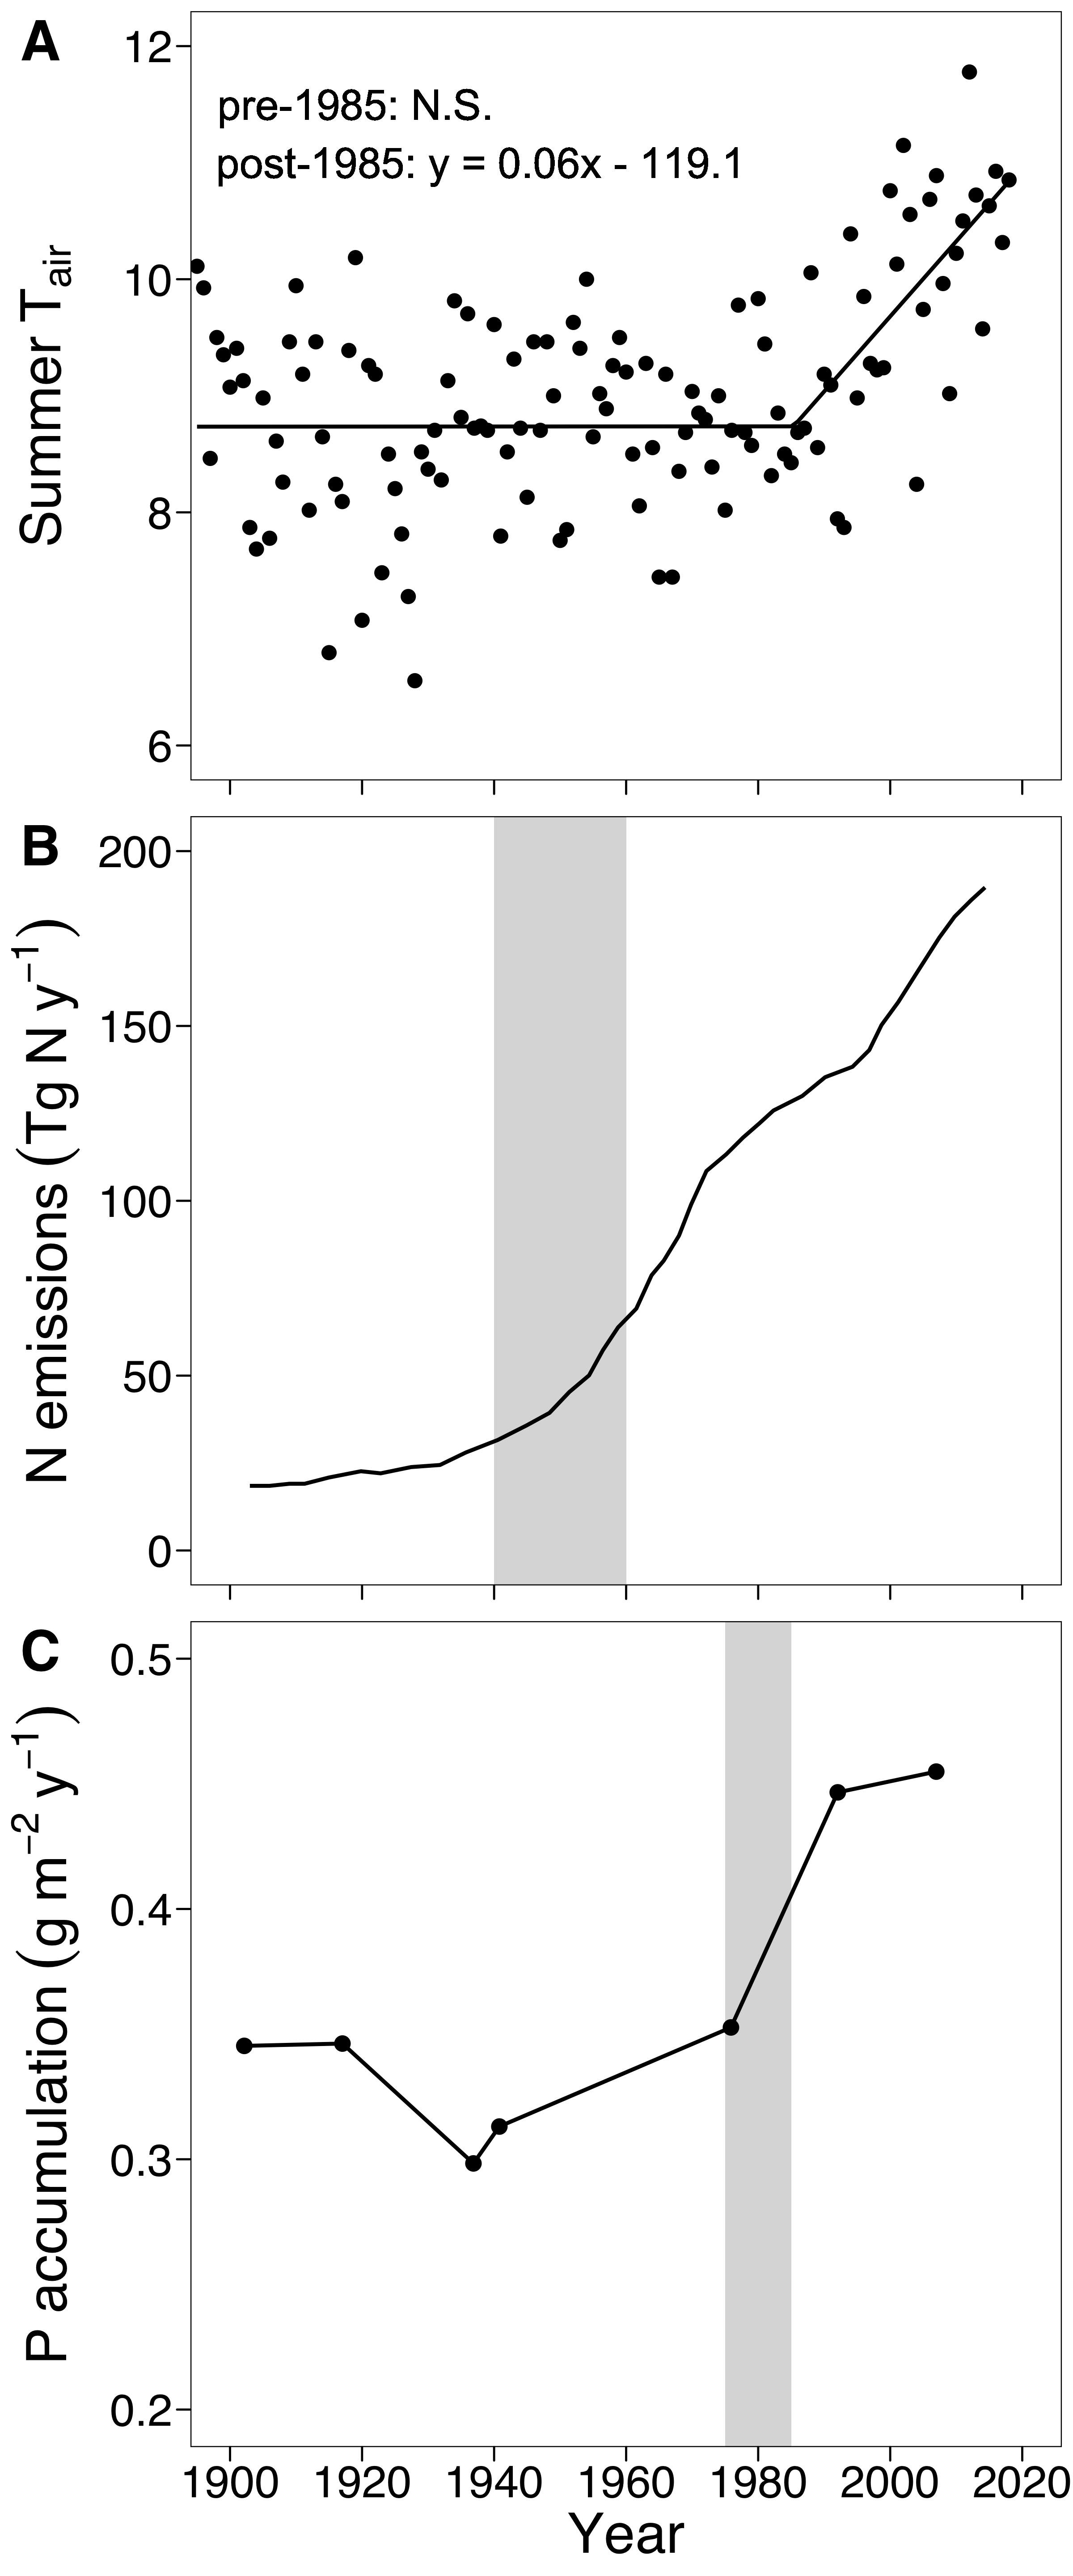 A
12
pre-1985: N.S.
post-1985: y = 0.06x - 119.1
10
8
6
Summer Tair
B
200
150
100
50
0
N emissions (Tg N y−1)
C
0.5
0.4
0.3
0.2
P accumulation (g m−2 y−1)
1900 1920 1940 1960 1980 2000 2020
Year